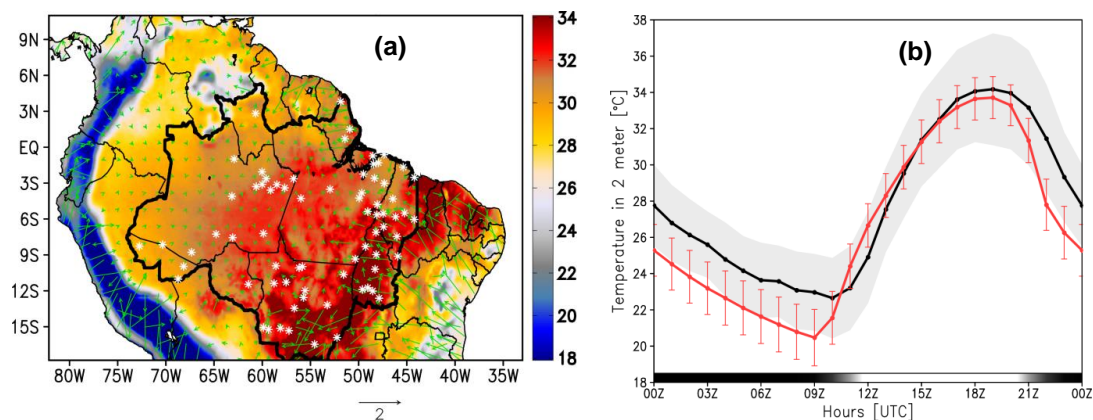 (a)
9N
6N
3N
EQ
3S
6S
9S
12S
15S
80W 75W 70W 65W 60W 55W 50W 45W 40W 35W
2
34
32
30
28
26
24
22
20
18
(b)
Temperature in 2 meter [°C]
38
36
34
32
30
28
26
24
22
20
18
00Z 03Z 06Z 09Z 12Z 15Z 18Z 21Z 00Z
Hours [UTC]